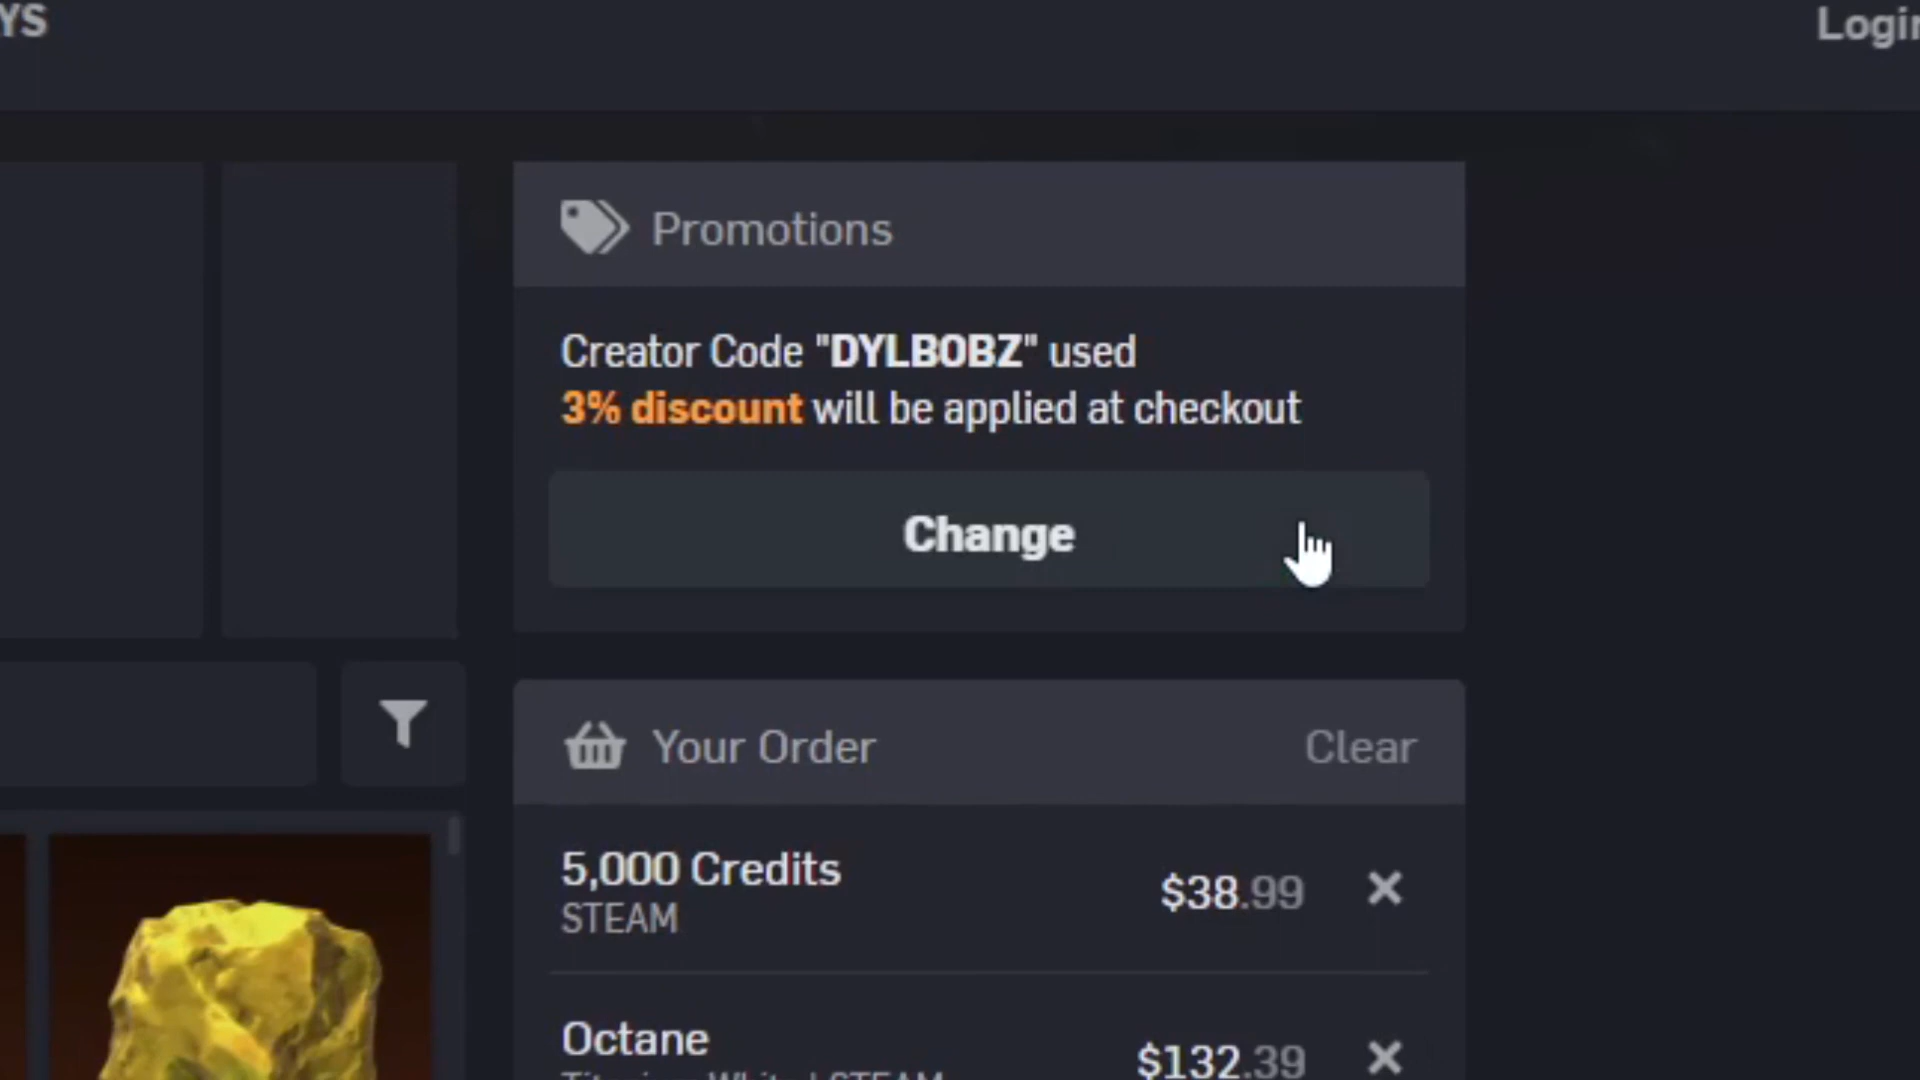 YS
Login
Promotions
Creator Code "DYLBOBZ" used
3% discount will be applied at checkout
Change
Your Order
Clear
5,000 Credits
$38.99
STEAM
Octane
$132.39